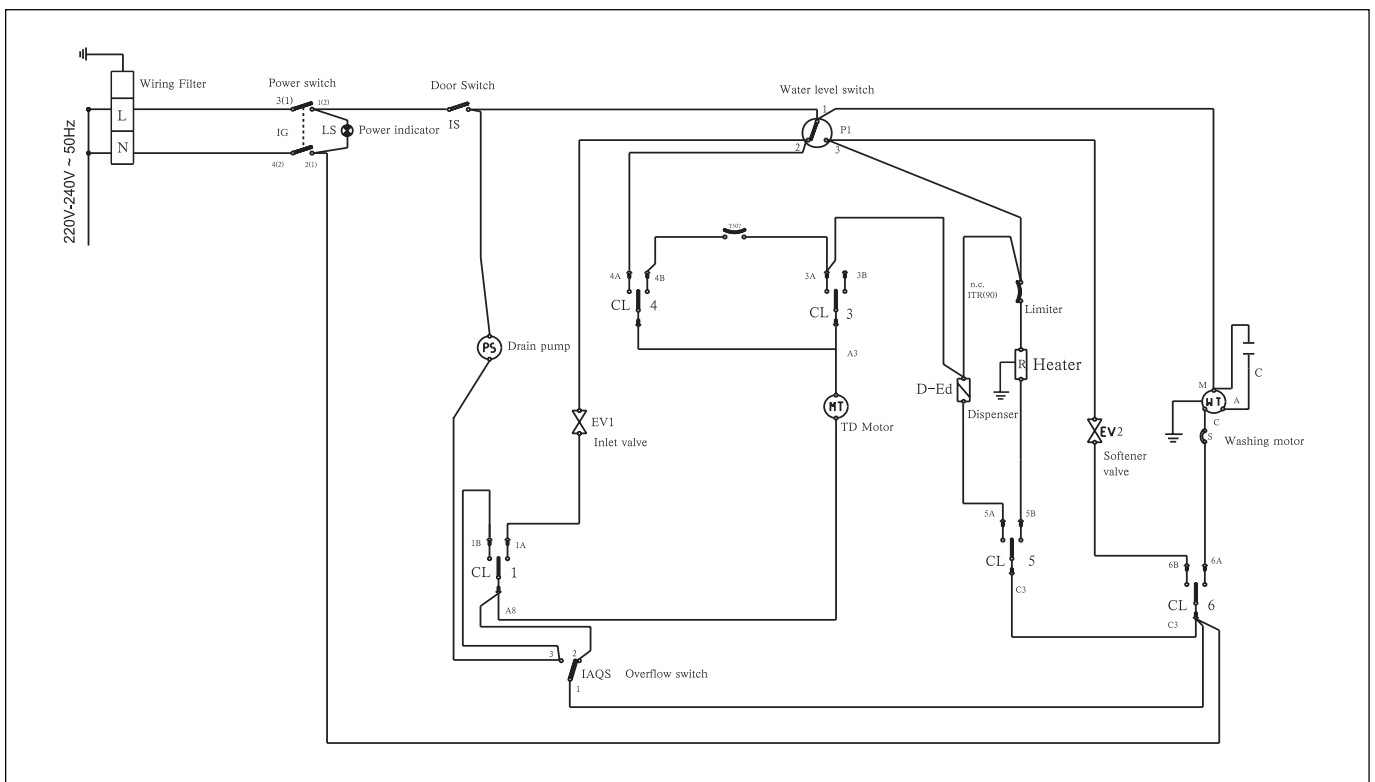 Wiring Filter
Power switch
Door Switch
Water level switch
3(1)
1(2)
1
L
IS
IG
LS
Power indicator
P1
N
2
3
4(2)
2(1)
220V-240V ~ 50Hz
4A
4B
3A
3B
n.c.
ITR(90)
CL 4
CL 3
Limiter
PS
Drain pump
A3
R
Heater
C
D-Ed
M
A
WT
MT
Dispenser
C
EV1
TD Motor
EV2
S
Washing motor
Inlet valve
Softener
valve
5A
5B
1B
1A
CL 5
6B
6A
CL 1
C3
CL 6
A8
C3
3
2
IAQS
Overflow switch
1